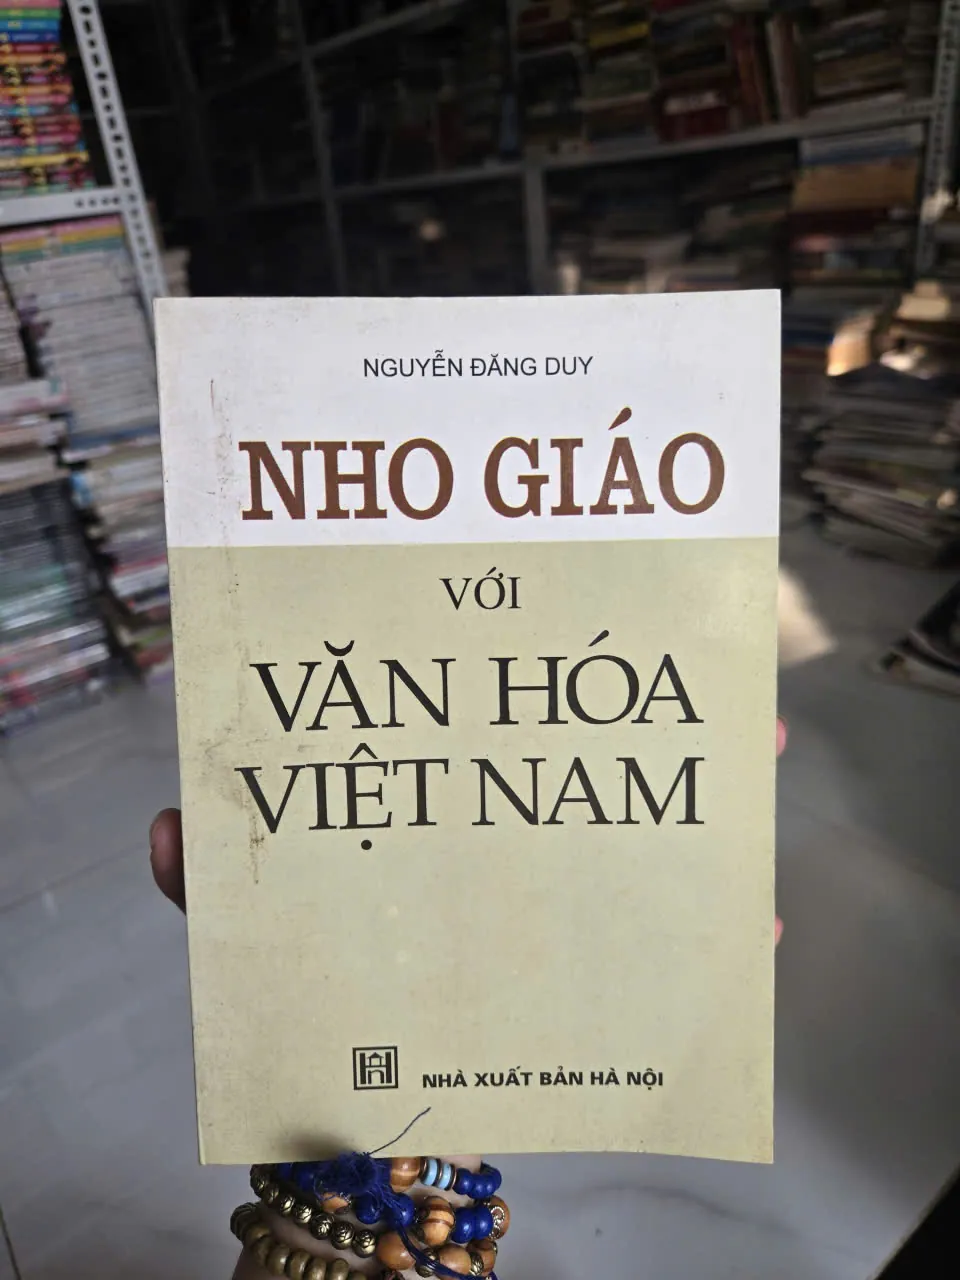 NGUYỄN ĐĂNG DUY
NHO GIÁO
VỚI
VĂN HÓA
VIỆT NAM
NHÀ XUẤT BẢN HÀ NỘI